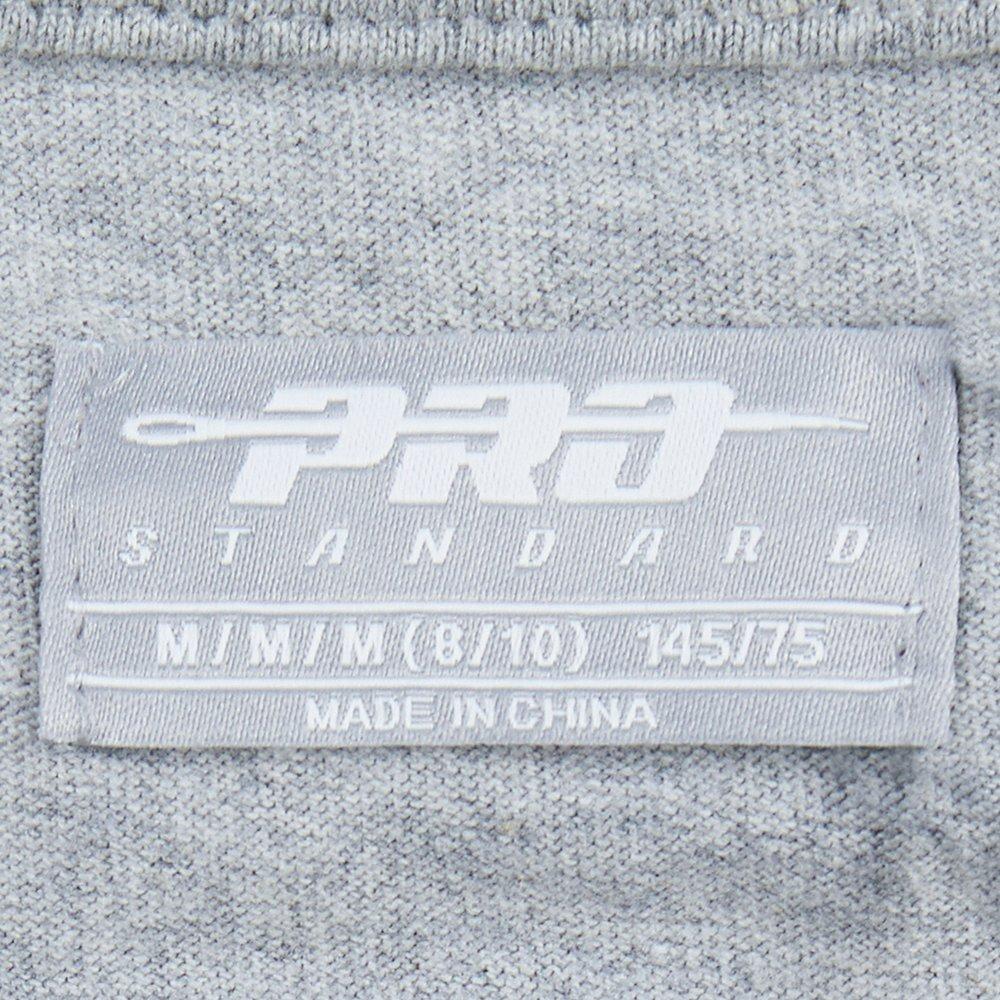 PRO
STANDARD
M/M/M (8/10) 145/75
MADE IN CHINA